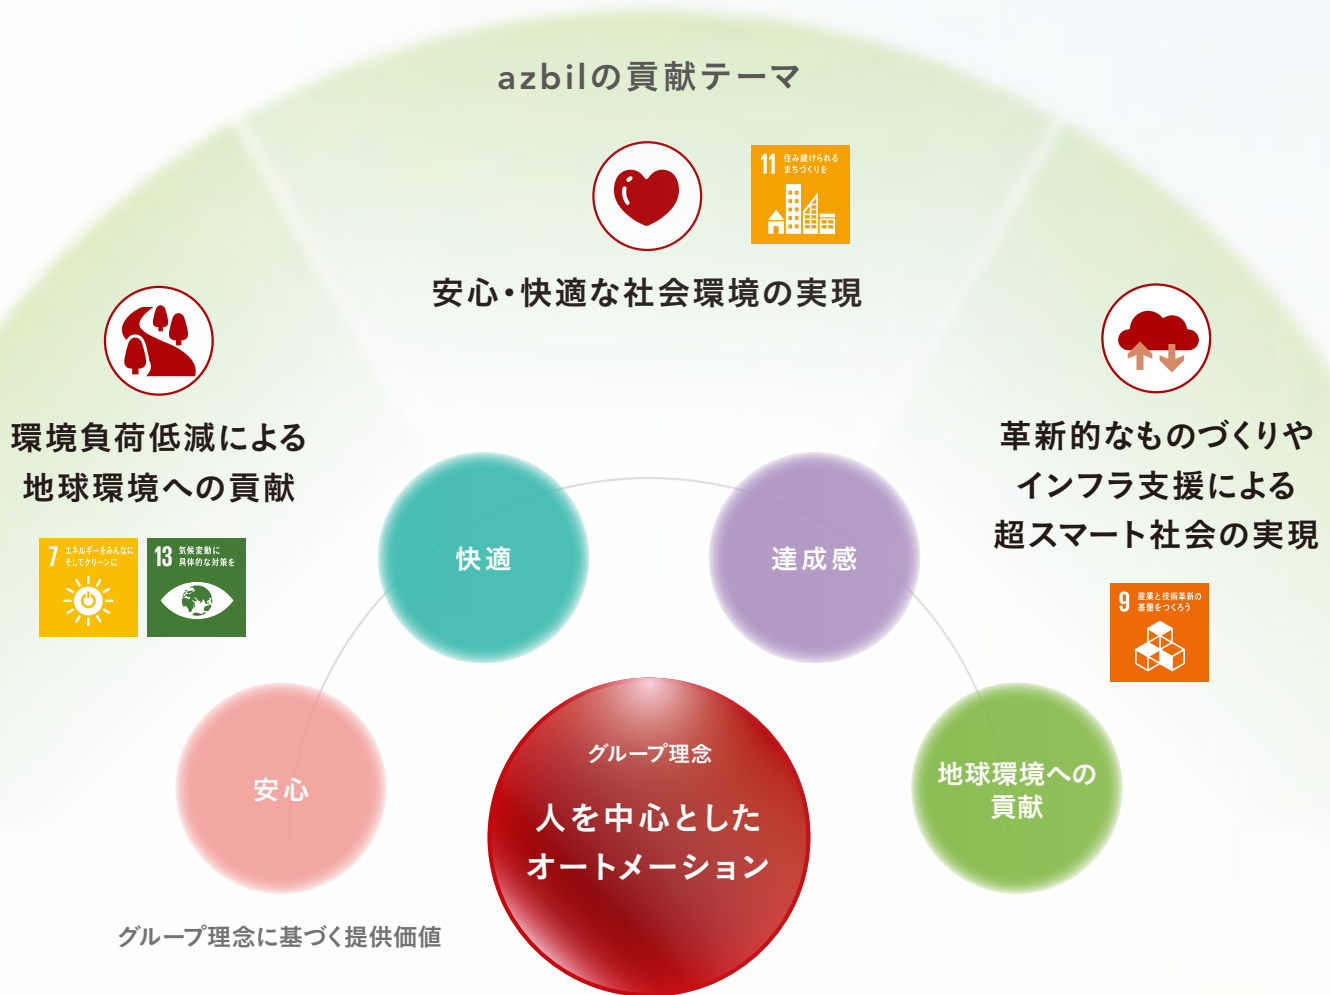 azbilの貢献テーマ
11 住み続けられる
まちづくりを
安心・快適な社会環境の実現
環境負荷低減による
地球環境への貢献
7 エネルギーをみんなに
そしてクリーンに
13 気候変動に
具体的な対策を
革新的なものづくりや
インフラ支援による
超スマート社会の実現
9 産業と技術革新の
基盤をつくろう
快適
達成感
安心
地球環境への
貢献
グループ理念
人を中心とした
オートメーション
グループ理念に基づく提供価値